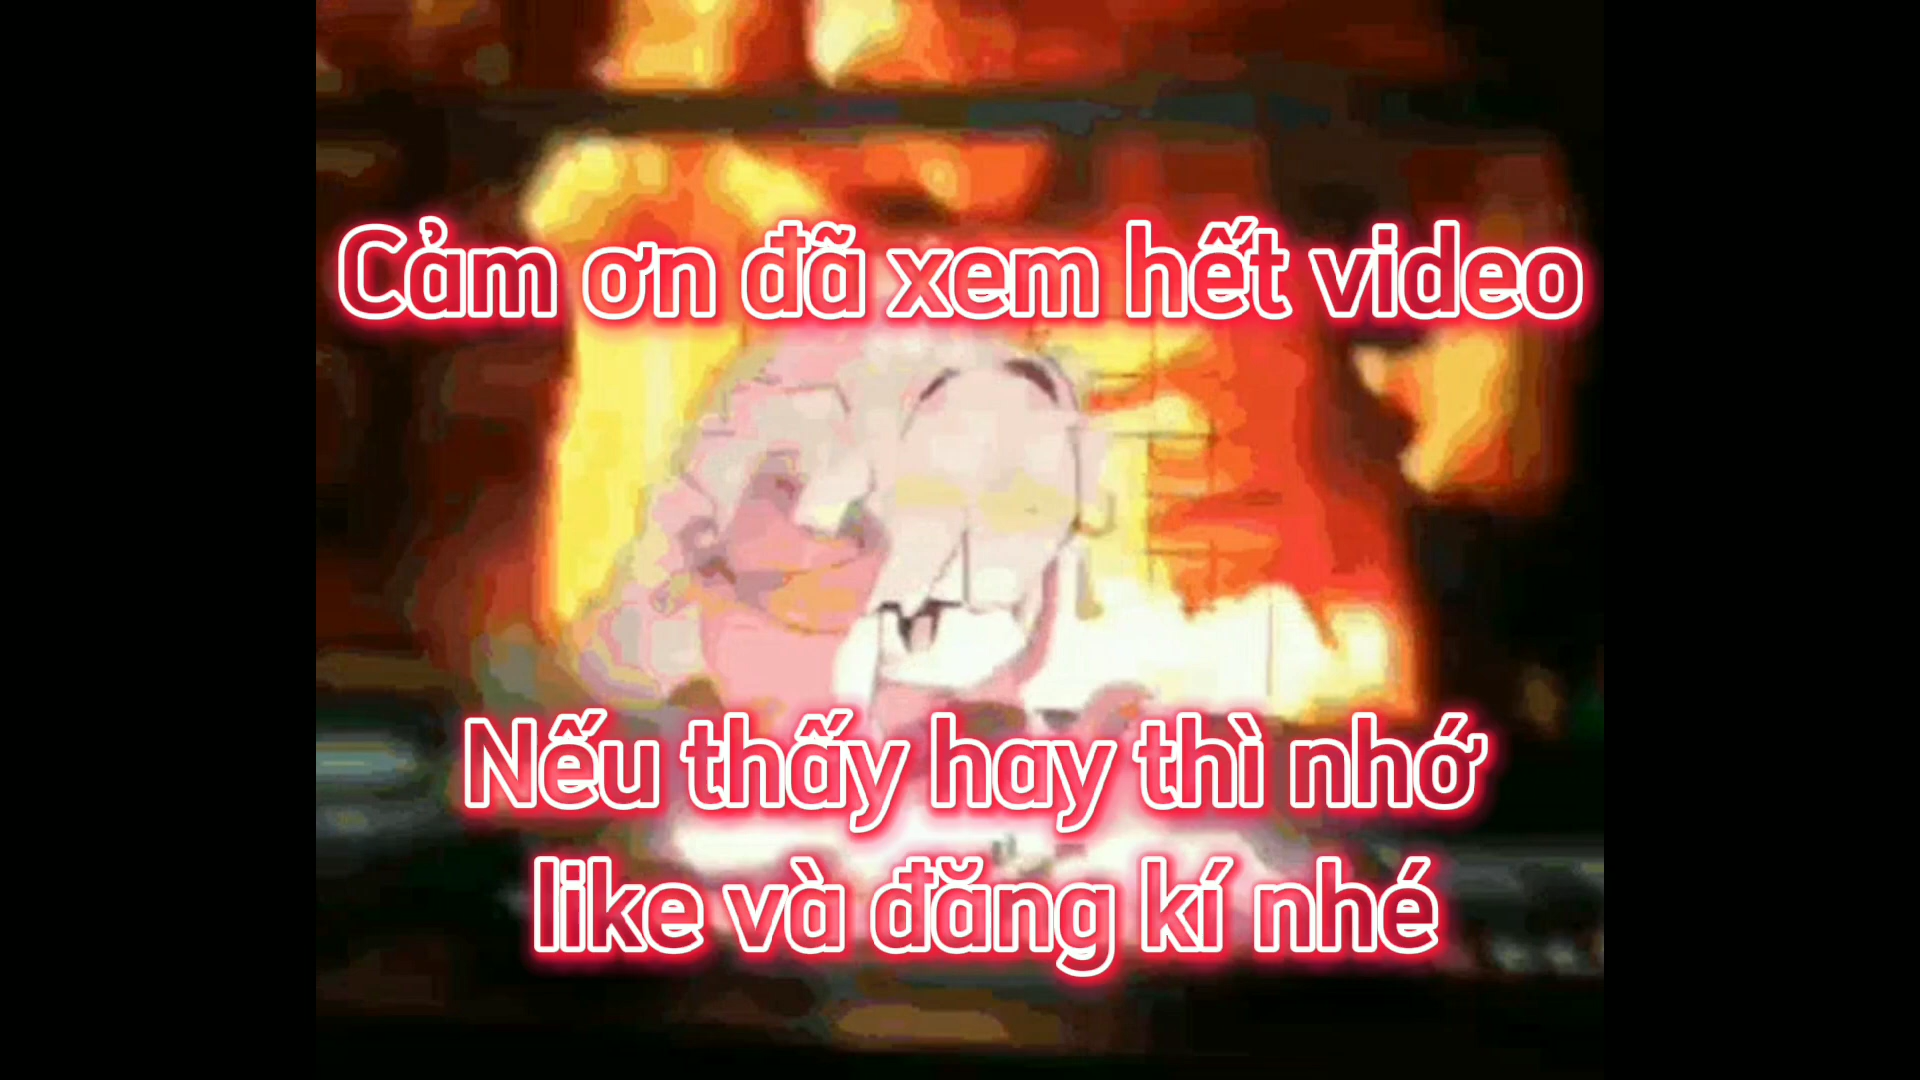 Cảm ơn đã xem hết video
Nếu thấy hay thì nhớ
like và đăng kí nhé